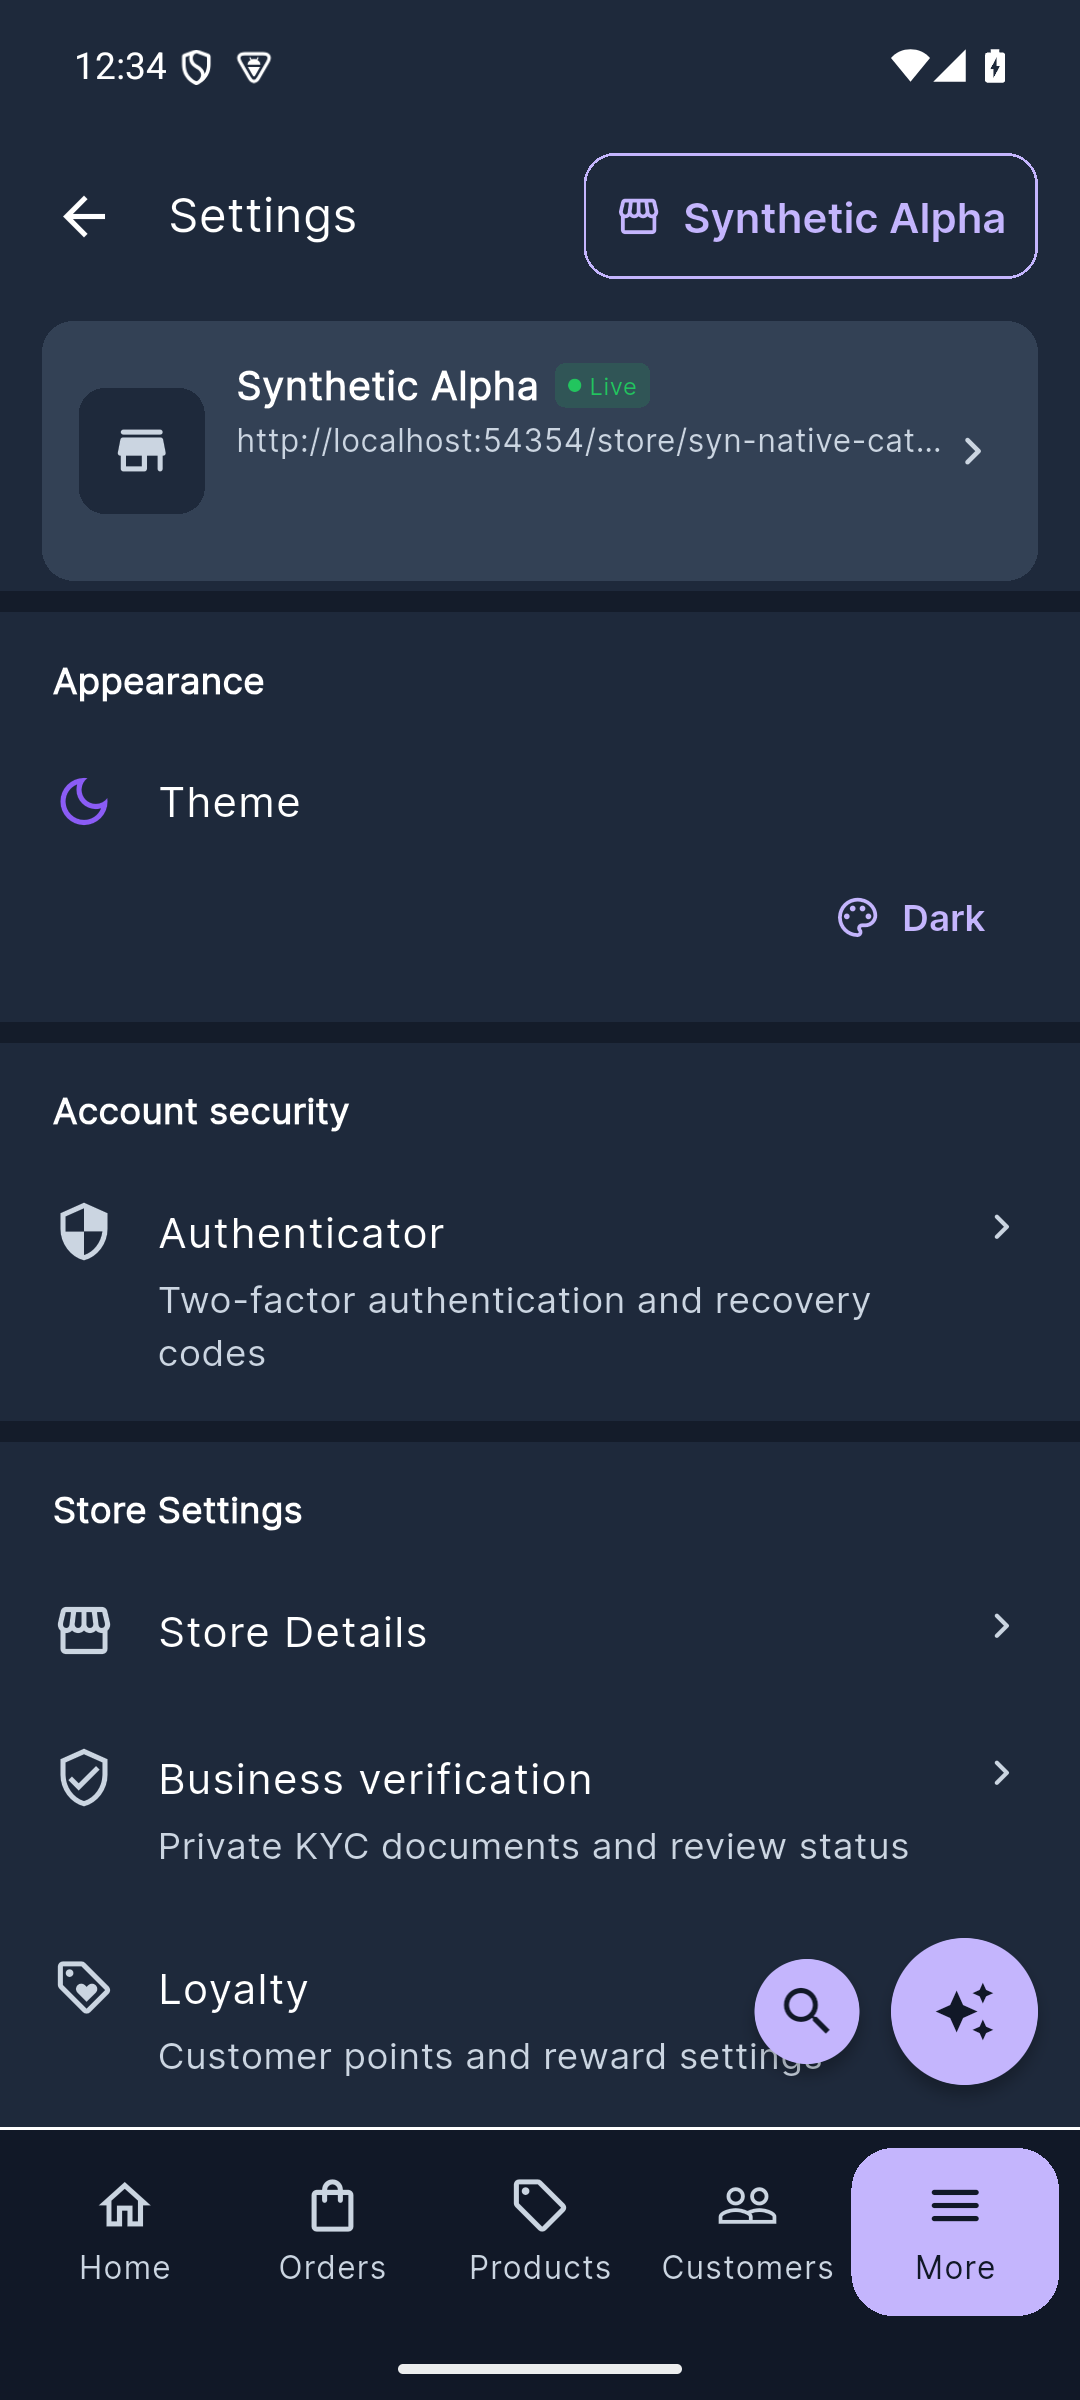 12:34
Settings
Synthetic Alpha
Synthetic Alpha
Live
http://localhost:54354/store/syn-native-cat...
Appearance
Theme
Dark
Account security
Authenticator
Two-factor authentication and recovery
codes
Store Settings
Store Details
Business verification
Private KYC documents and review status
Loyalty
Customer points and reward settings
Home
Orders
Products
Customers
More